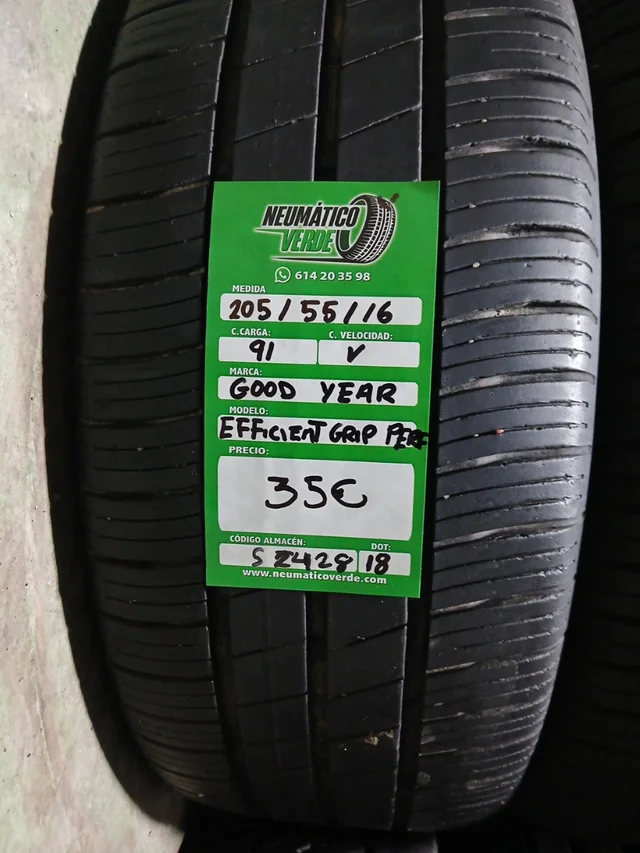 NEUMÁTICO
VERDE
614 20 35 98
MEDIDA
205/55/16
C.CARGA: C. VELOCIDAD:
91 V
MARCA:
GOOD YEAR
MODELO:
EFFICIENT GRIP PERF
PRECIO:
35€
CÓDIGO ALMACÉN: DOT:
S2428 18
www.neumaticoverde.com